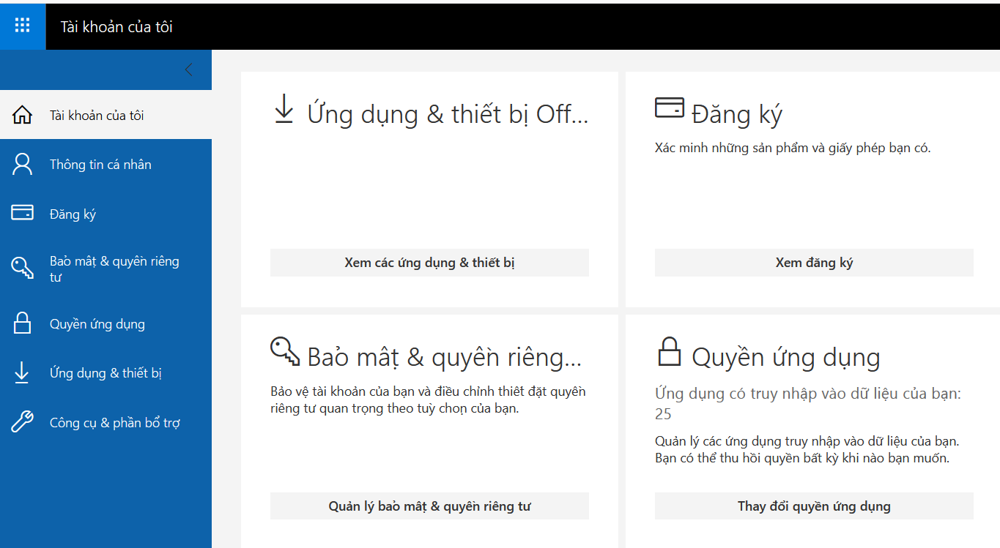 Tài khoản của tôi
Tài khoản của tôi
Thông tin cá nhân
Đăng ký
Bảo mật & quyền riêng
tư
Quyền ứng dụng
Ứng dụng & thiết bị
Công cụ & phần bổ trợ
Ứng dụng & thiết bị Off...
Xem các ứng dụng & thiết bị
Đăng ký
Xác minh những sản phẩm và giấy phép bạn có.
Xem đăng ký
Bảo mật & quyền riêng...
Bảo vệ tài khoản của bạn và điều chỉnh thiết đặt quyền
riêng tư quan trọng theo tuỳ chọn của bạn.
Quản lý bảo mật & quyền riêng tư
Quyền ứng dụng
Ứng dụng có truy nhập vào dữ liệu của bạn:
25
Quản lý các ứng dụng truy nhập vào dữ liệu của bạn.
Bạn có thể thu hồi quyền bất kỳ khi nào bạn muốn.
Thay đổi quyền ứng dụng